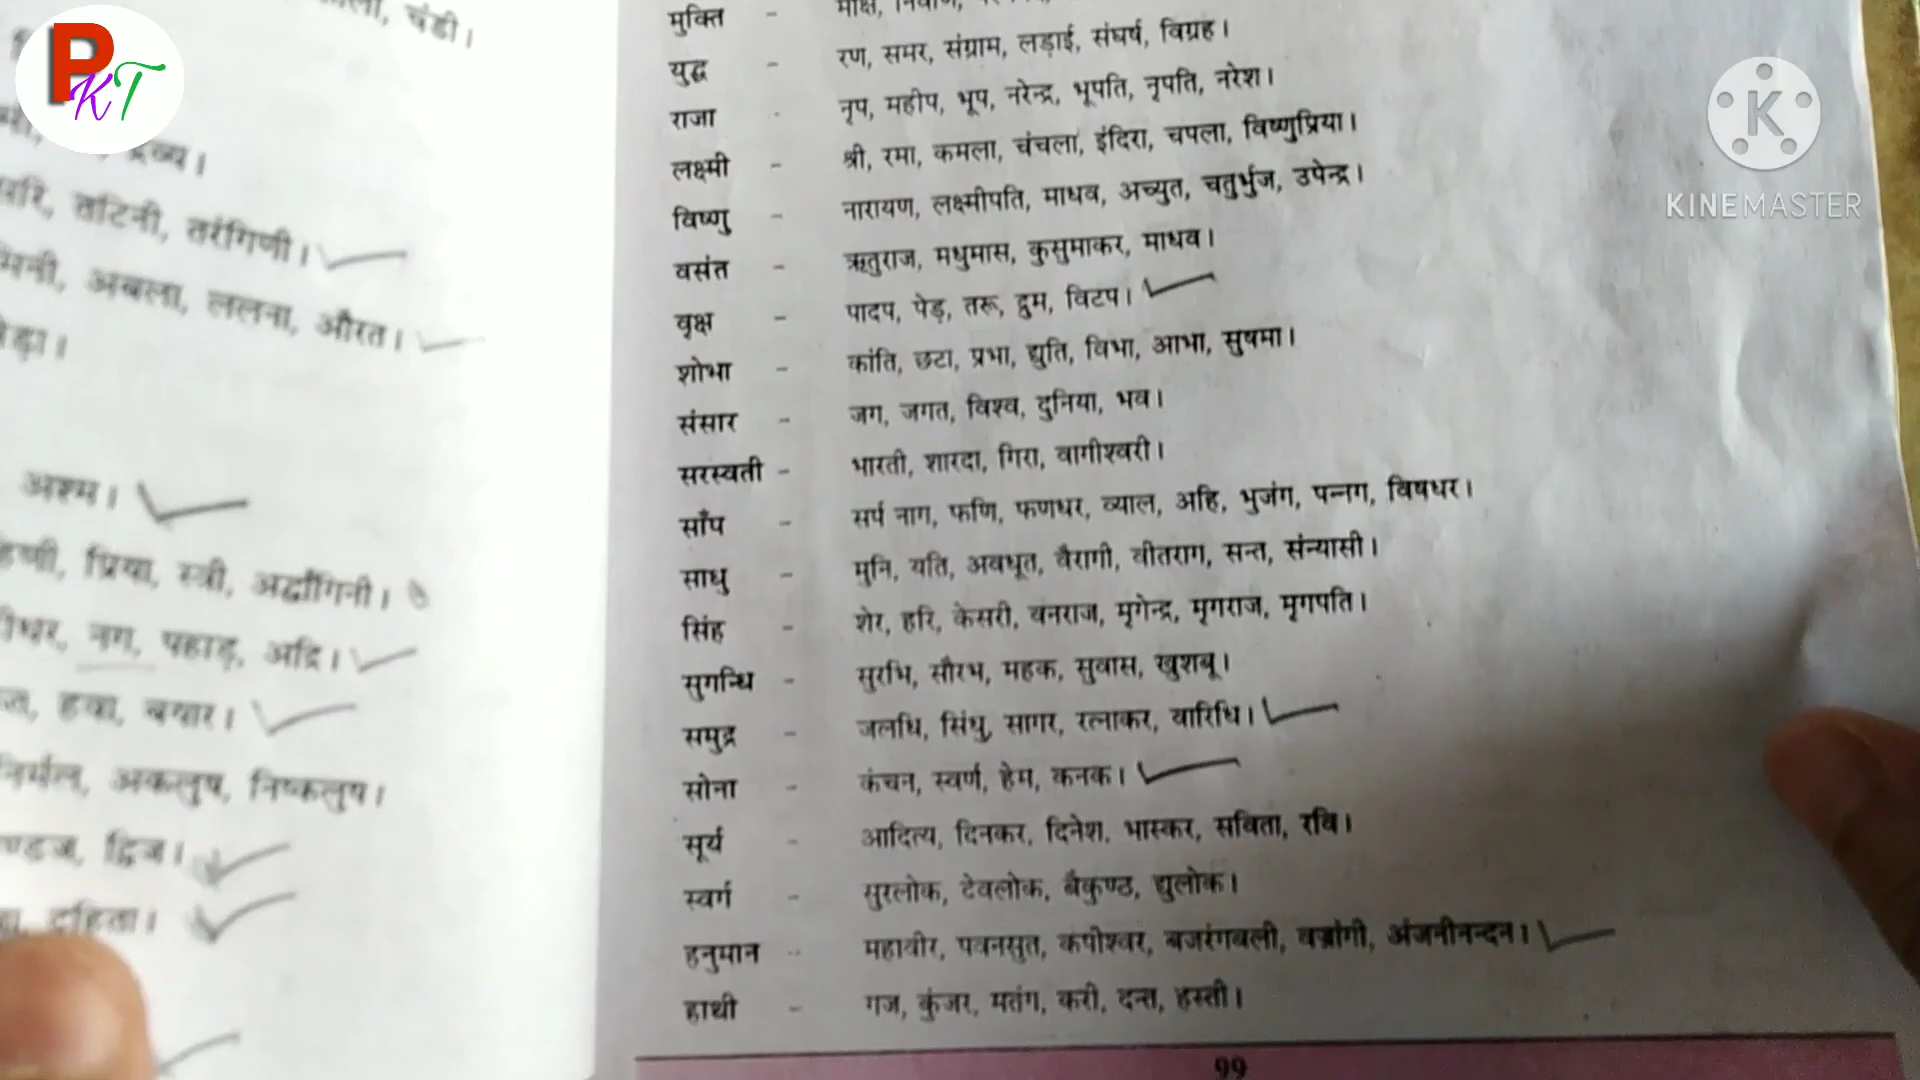 PKT
KINEMASTER
चंडी।
तटिनी, तरंगिणी।
अबला, ललना, औरत।
अश्म।
प्रिया, स्त्री, अर्द्धांगिनी।
नग, पहाड़, अद्रि।
हवा, बयार।
निर्मल, अकलुष, निष्कलुष।
द्विज।
दुहिता।
मुक्ति - मोक्ष, निर्वाण,
युद्ध - रण, समर, संग्राम, लड़ाई, संघर्ष, विग्रह।
राजा - नृप, महीप, भूप, नरेन्द्र, भूपति, नृपति, नरेश।
लक्ष्मी - श्री, रमा, कमला, चंचला, इंदिरा, चपला, विष्णुप्रिया।
विष्णु - नारायण, लक्ष्मीपति, माधव, अच्युत, चतुर्भुज, उपेन्द्र।
वसंत - ऋतुराज, मधुमास, कुसुमाकर, माधव।
वृक्ष - पादप, पेड़, तरू, द्रुम, विटप।
शोभा - कांति, छटा, प्रभा, द्युति, विभा, आभा, सुषमा।
संसार - जग, जगत, विश्व, दुनिया, भव।
सरस्वती - भारती, शारदा, गिरा, वागीश्वरी।
साँप - सर्प नाग, फणि, फणधर, व्याल, अहि, भुजंग, पन्नग, विषधर।
साधु - मुनि, यति, अवधूत, वैरागी, वीतराग, सन्त, संन्यासी।
सिंह - शेर, हरि, केसरी, वनराज, मृगेन्द्र, मृगराज, मृगपति।
सुगन्धि - सुरभि, सौरभ, महक, सुवास, खुशबू।
समुद्र - जलधि, सिंधु, सागर, रत्नाकर, वारिधि।
सोना - कंचन, स्वर्ण, हेम, कनक।
सूर्य - आदित्य, दिनकर, दिनेश, भास्कर, सविता, रवि।
स्वर्ग - सुरलोक, देवलोक, बैकुण्ठ, द्युलोक।
हनुमान - महावीर, पवनसुत, कपीश्वर, बजरंगबली, वज्रांगी, अंजनीनन्दन।
हाथी - गज, कुंजर, मतंग, करी, दन्त, हस्ती।
99